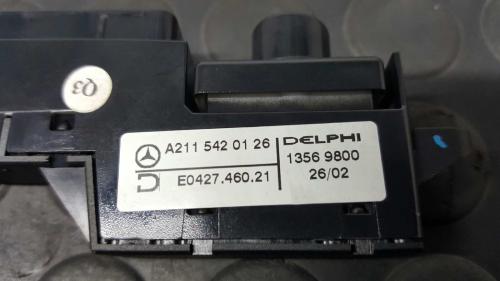 Q3
A211 542 01 26
DELPHI
1356 9800
D
E0427.460.21
26/02